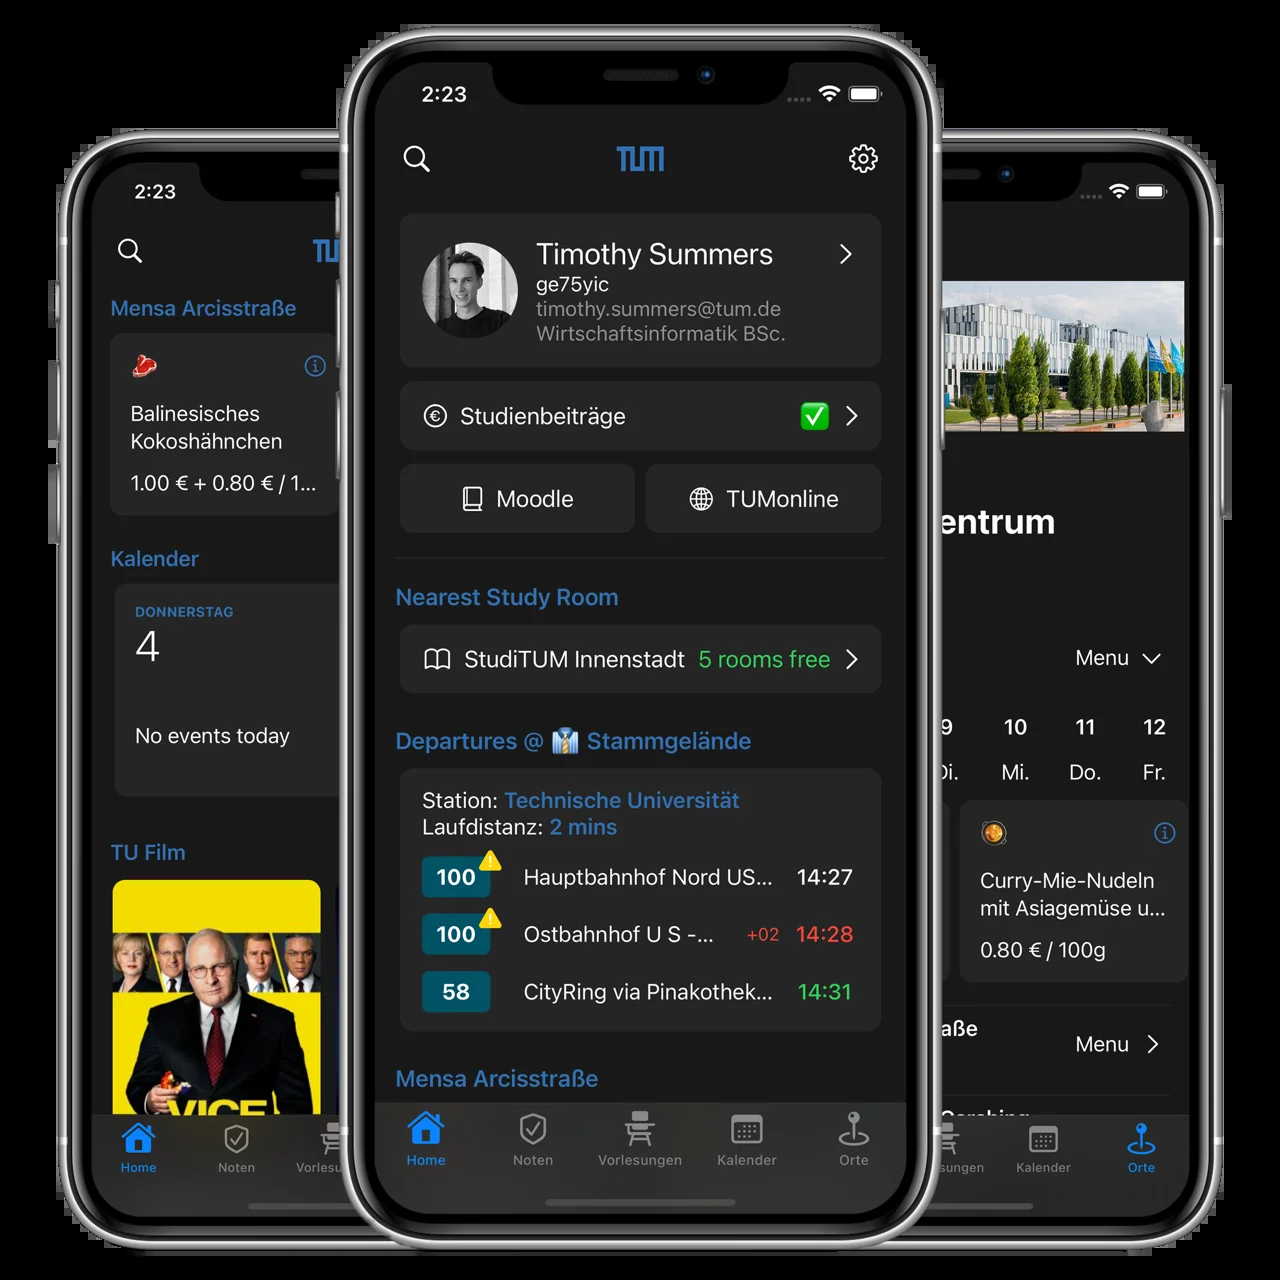 2:23
Mensa Arcisstraße
Balinesisches
Kokoshähnchen
1.00 € + 0.80 € / 1...
Kalender
DONNERSTAG
4
No events today
TU Film
VICE
Home
Noten
2:23
TUM
Timothy Summers
ge75yic
timothy.summers@tum.de
Wirtschaftsinformatik BSc.
Studienbeiträge
Moodle
TUMonline
Nearest Study Room
StudiTUM Innenstadt 5 rooms free
Departures @ 👔 Stammgelände
Station: Technische Universität
Laufdistanz: 2 mins
100 Hauptbahnhof Nord US... 14:27
100 Ostbahnhof U S -... +02 14:28
58 CityRing via Pinakothek... 14:31
Mensa Arcisstraße
Home
Noten
Vorlesungen
Kalender
Orte
entrum
Menu
9 10 11 12
Di. Mi. Do. Fr.
Curry-Mie-Nudeln
mit Asiagemüse u...
0.80 € / 100g
aße
Menu
Kalender
Orte